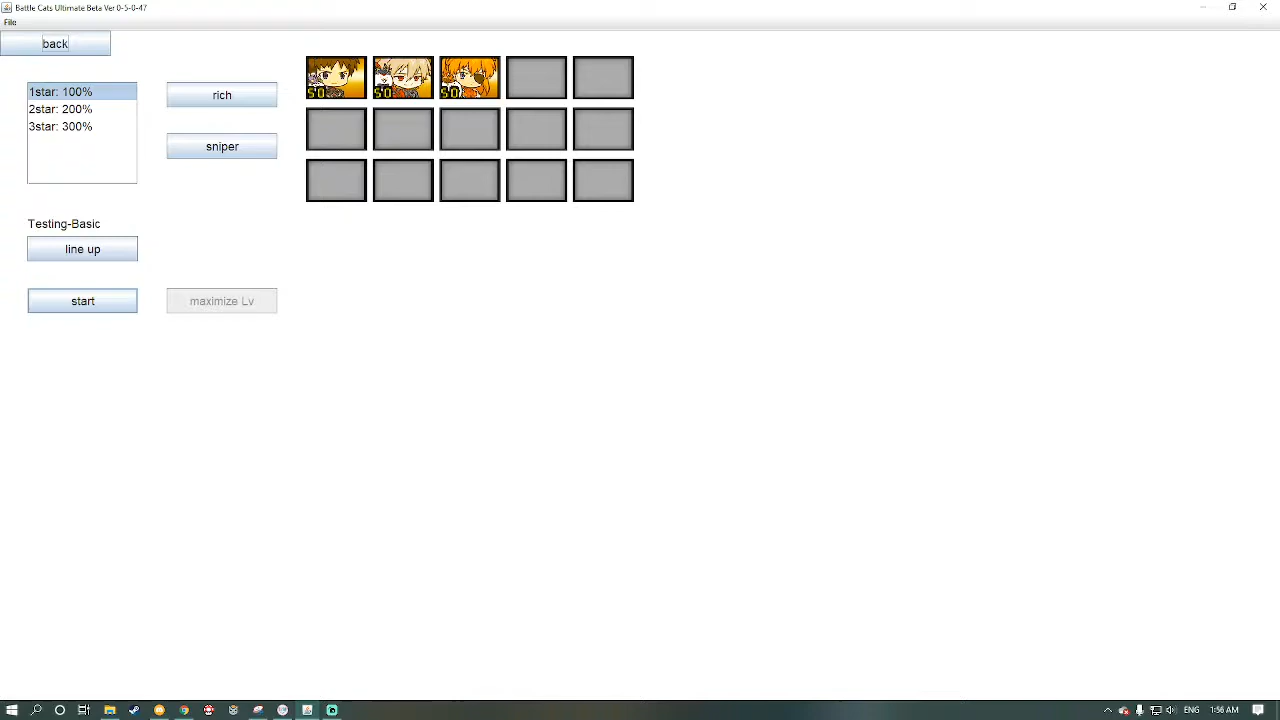 Battle Cats Ultimate Beta Ver 0-5-0-47
File
back
1star: 100%
2star: 200%
3star: 300%
rich
sniper
50 50 50
Testing-Basic
line up
start
maximize Lv
ENG 1:56 AM